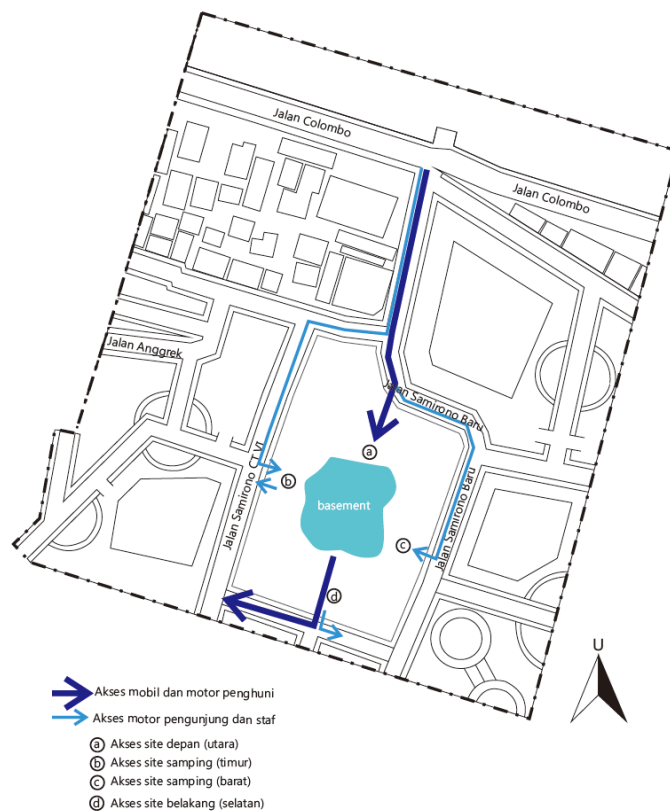 Jalan Colombo
Jalan Colombo
Jalan Anggrek
Jalan Samirono Baru
a
basement
b
Jalan Samirono CT VI
c
Jalan Samirono Baru
d
U
Akses mobil dan motor penghuni
Akses motor pengunjung dan staf
a Akses site depan (utara)
b Akses site samping (timur)
c Akses site samping (barat)
d Akses site belakang (selatan)